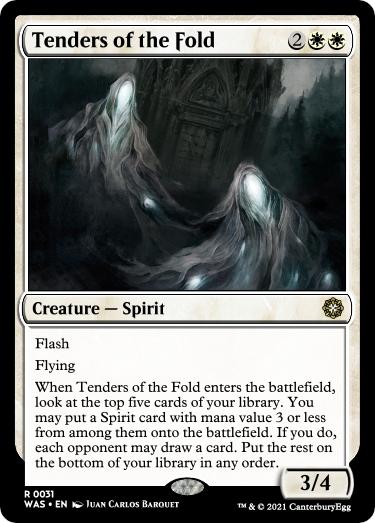 Tenders of the Fold 2
Creature — Spirit
Flash
Flying
When Tenders of the Fold enters the battlefield,
look at the top five cards of your library. You
may put a Spirit card with mana value 3 or less
from among them onto the battlefield. If you do,
each opponent may draw a card. Put the rest on
the bottom of your library in any order.
3/4
R 0031
WAS • EN Juan Carlos Barquet
™ & © 2021 CanterburyEgg